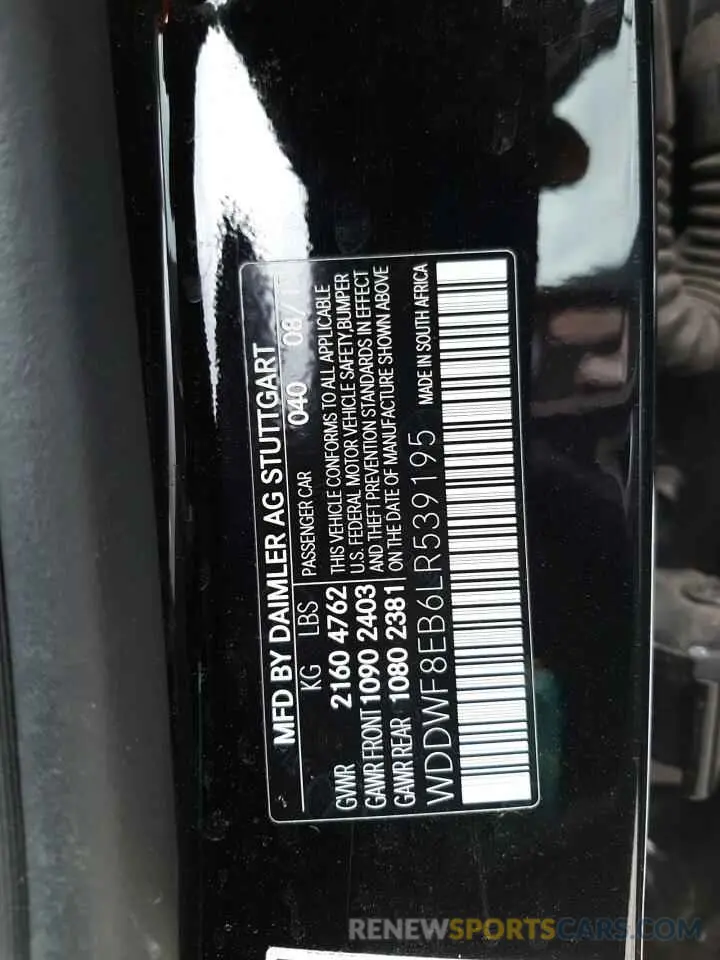 MFD BY DAIMLER AG STUTTGART
040 08/1
KG LBS PASSENGER CAR
GVWR 2160 4762 THIS VEHICLE CONFORMS TO ALL APPLICABLE
GAWR FRONT 1090 2403 U.S. FEDERAL MOTOR VEHICLE SAFETY,BUMPER
AND THEFT PREVENTION STANDARDS IN EFFECT
GAWR REAR 1080 2381 ON THE DATE OF MANUFACTURE SHOWN ABOVE
WDDWF8EB6LR539195 MADE IN SOUTH AFRICA
RENEWSPORTSCARS.COM